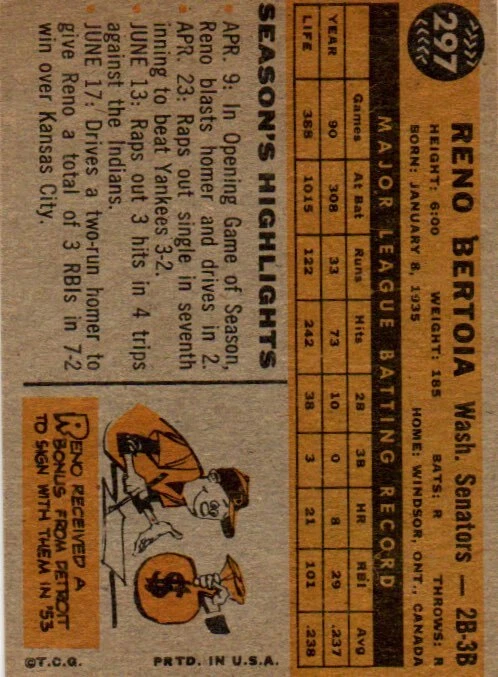 297
RENO BERTOIA Wash. Senators — 2B-3B
HEIGHT: 6:00 WEIGHT: 185 BATS: R THROWS: R
BORN: JANUARY 8, 1935 HOME: WINDSOR, ONT., CANADA
MAJOR LEAGUE BATTING RECORD
Games At Bat Runs Hits 2B 3B HR RBI Avg
YEAR 90 308 33 73 10 0 8 29 .237
LIFE 388 1015 122 242 38 3 21 101 .238
SEASON'S HIGHLIGHTS
• APR. 9: In Opening Game of Season,
Reno blasts homer and drives in 2.
• APR. 23: Raps out single in seventh
inning to beat Yankees 3-2.
• JUNE 13: Raps out 3 hits in 4 trips
against the Indians.
• JUNE 17: Drives a two-run homer to
give Reno a total of 3 RBIs in 7-2
win over Kansas City.
$
RENO RECEIVED A
BONUS FROM DETROIT
TO SIGN WITH THEM IN '53
©T.C.G. PRTD. IN U.S.A.